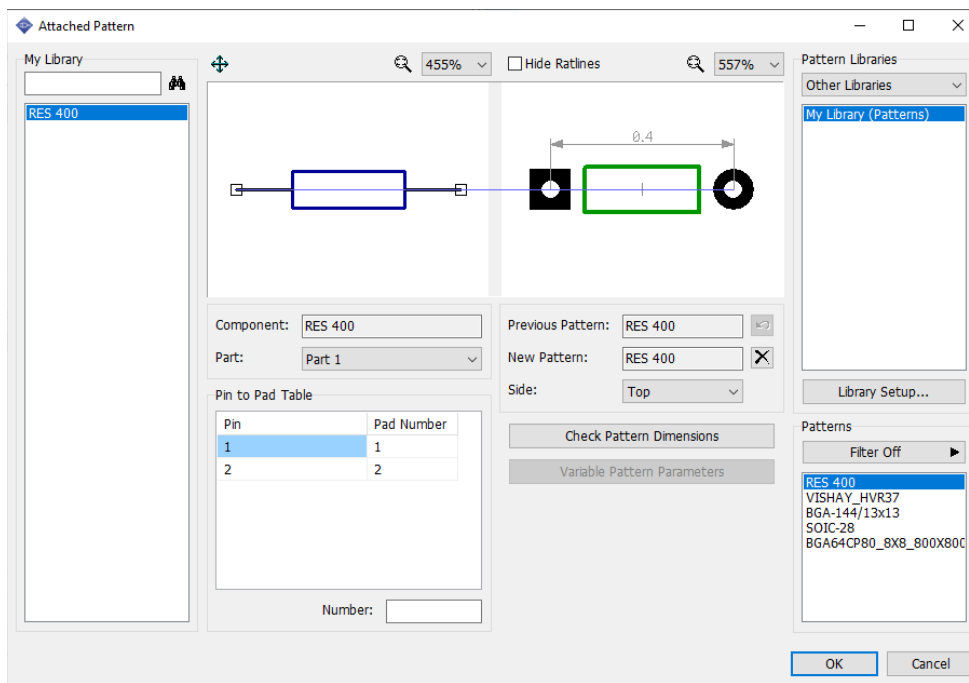 Attached Pattern
My Library
RES 400
455%
Hide Ratlines
557%
0.4
Component: RES 400
Part: Part 1
Pin to Pad Table
Pin Pad Number
1 1
2 2
Number:
Previous Pattern: RES 400
New Pattern: RES 400
Side: Top
Check Pattern Dimensions
Variable Pattern Parameters
Pattern Libraries
Other Libraries
My Library (Patterns)
Library Setup...
Patterns
Filter Off
RES 400
VISHAY_HVR37
BGA-144/13x13
SOIC-28
BGA64CP80_8X8_800X800
OK Cancel